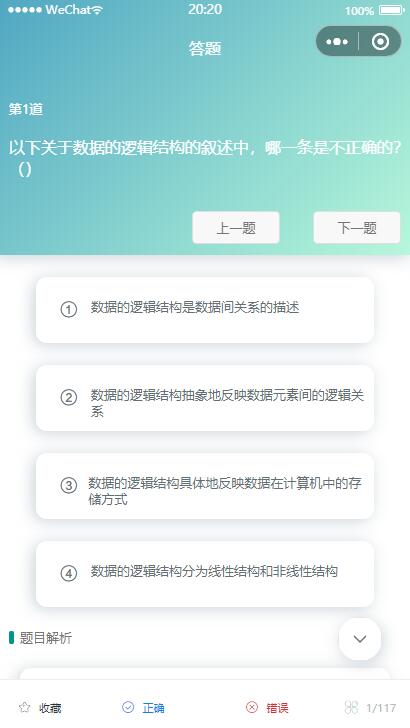 ●●●●● WeChat 20:20 100%
答题
第1道
以下关于数据的逻辑结构的叙述中，哪一条是不正确的?
（）
上一题 下一题
① 数据的逻辑结构是数据间关系的描述
② 数据的逻辑结构抽象地反映数据元素间的逻辑关
系
③ 数据的逻辑结构具体地反映数据在计算机中的存
储方式
④ 数据的逻辑结构分为线性结构和非线性结构
题目解析
收藏 正确 错误 1/117